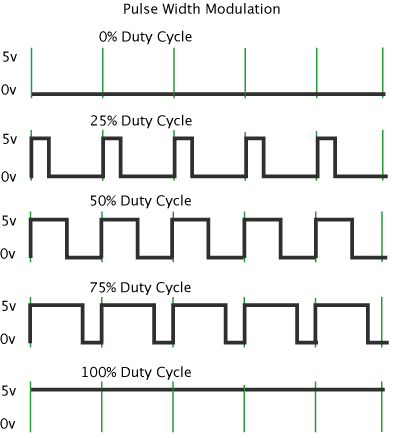 Pulse Width Modulation
0% Duty Cycle
5v
0v
25% Duty Cycle
5v
0v
50% Duty Cycle
5v
0v
75% Duty Cycle
5v
0v
100% Duty Cycle
5v
0v